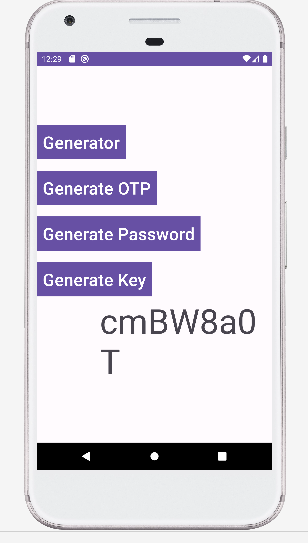 12:29
Generator
Generate OTP
Generate Password
Generate Key
cmBW8a0
T